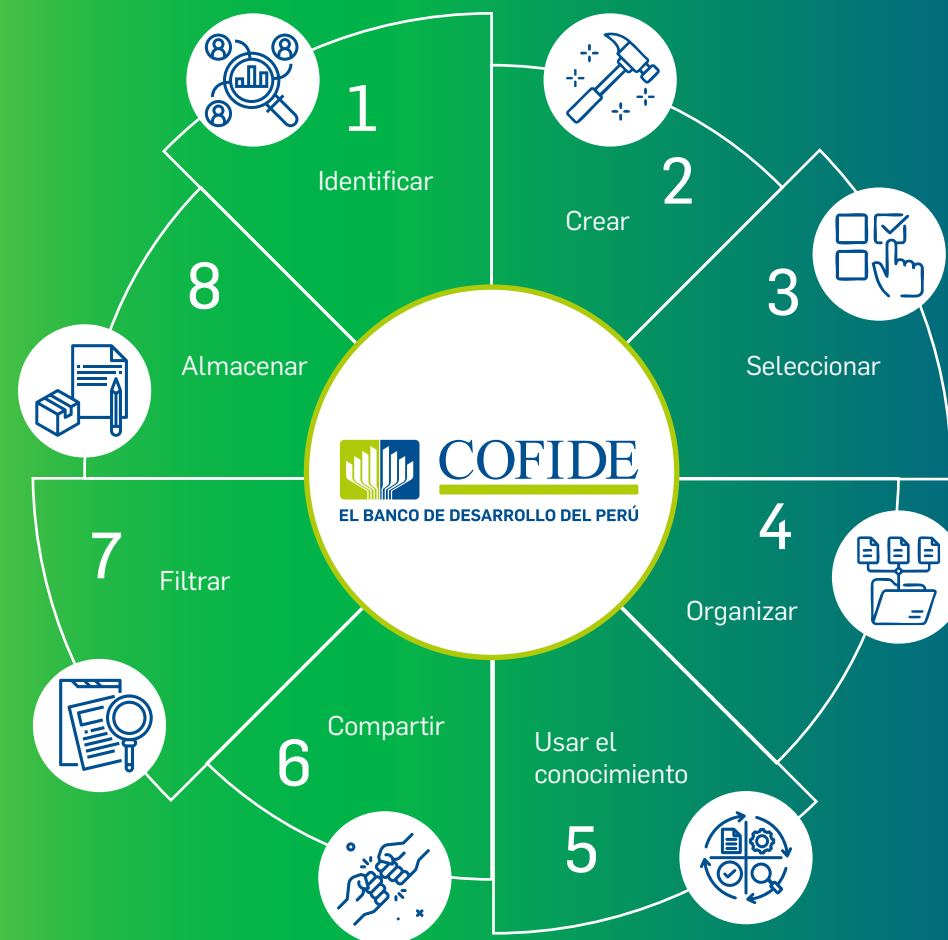 1
Identificar
2
Crear
3
Seleccionar
4
Organizar
Usar el
conocimiento
5
Compartir
6
7
Filtrar
8
Almacenar
COFIDE
EL BANCO DE DESARROLLO DEL PERÚ